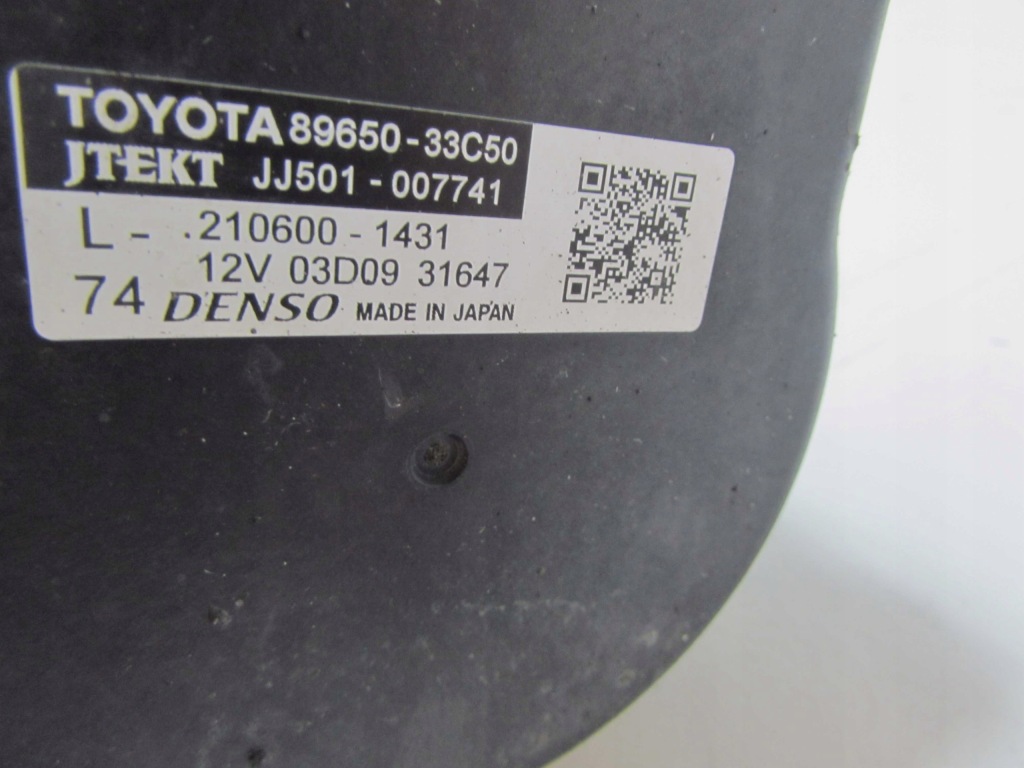 TOYOTA 89650-33C50
JTEKT JJ501-007741
L - .210600-1431
12V 03D09 31647
74 DENSO MADE IN JAPAN